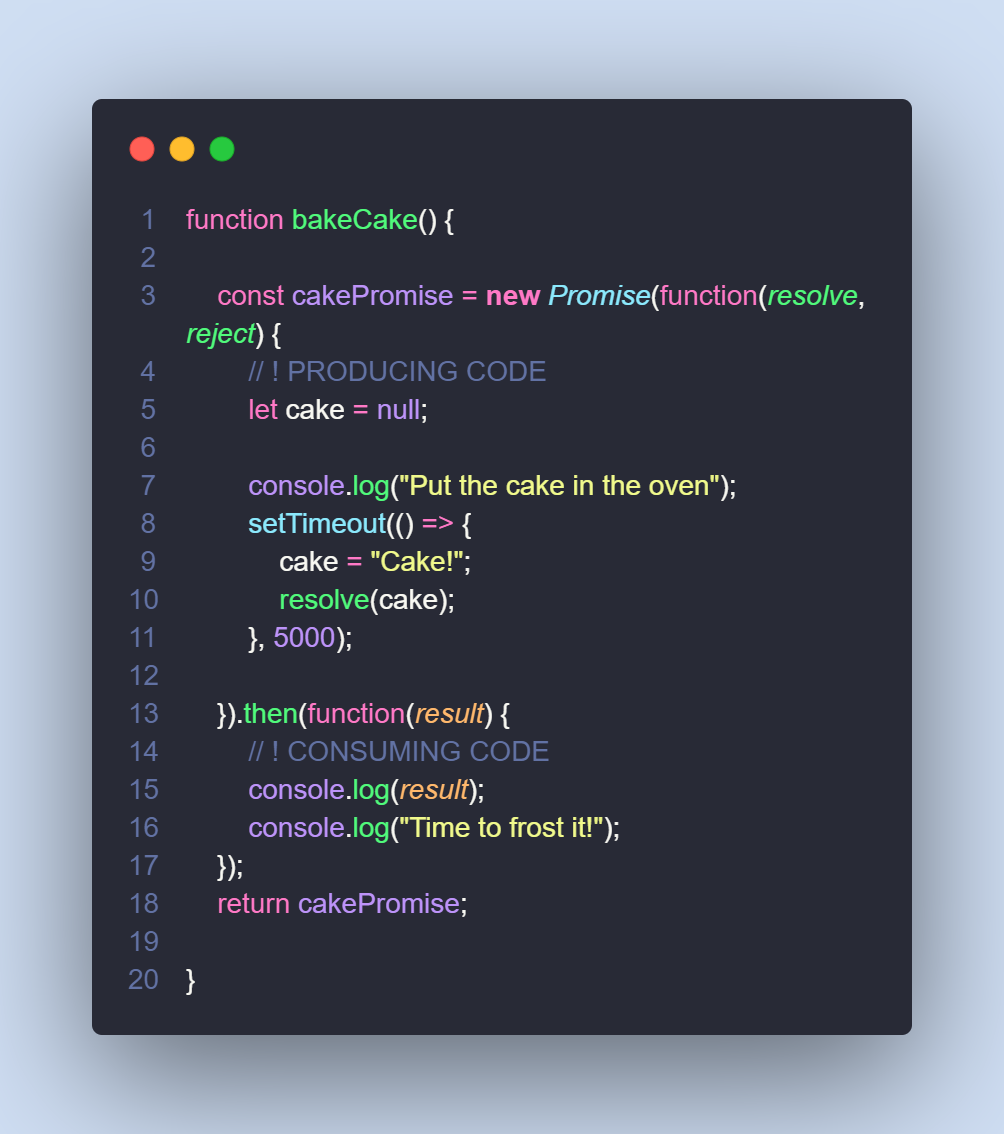 1 function bakeCake() {
2
3 const cakePromise = new Promise(function(resolve,
reject) {
4 // ! PRODUCING CODE
5 let cake = null;
6
7 console.log("Put the cake in the oven");
8 setTimeout(() => {
9 cake = "Cake!";
10 resolve(cake);
11 }, 5000);
12
13 }).then(function(result) {
14 // ! CONSUMING CODE
15 console.log(result);
16 console.log("Time to frost it!");
17 });
18 return cakePromise;
19
20 }